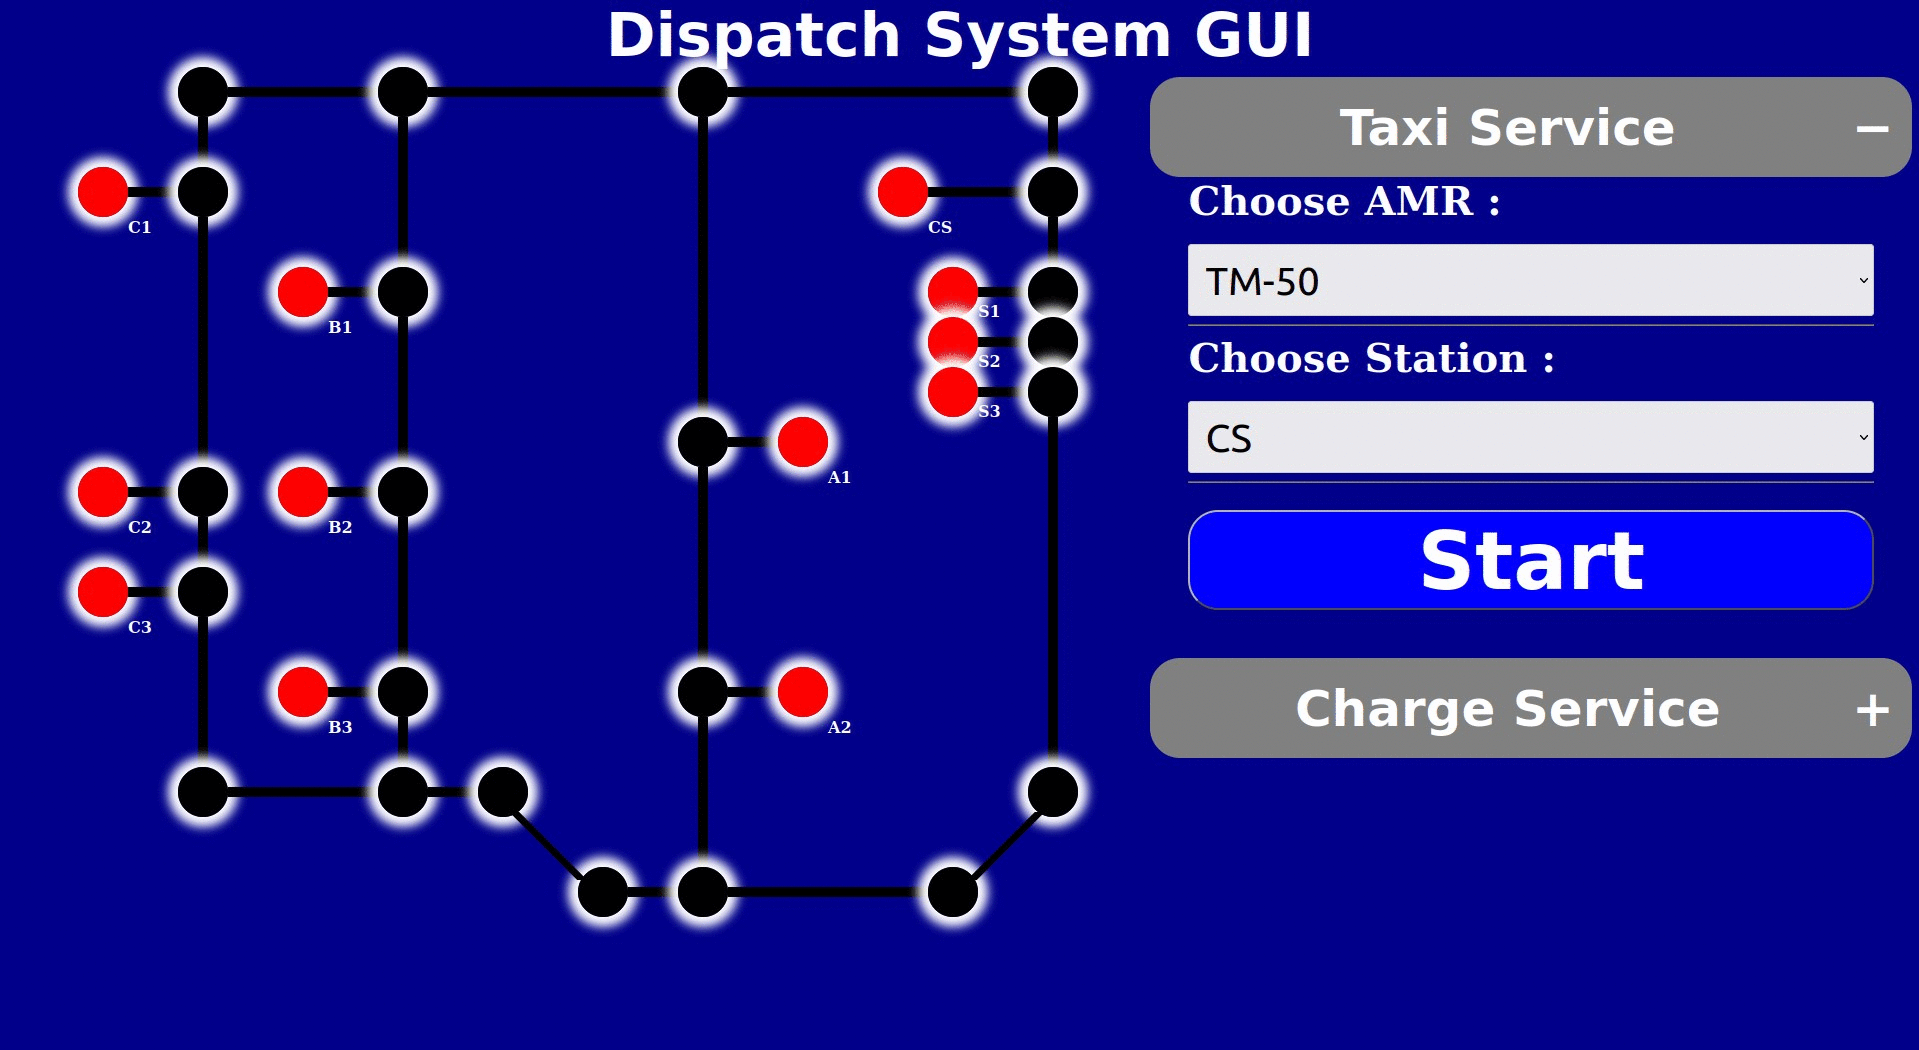 Dispatch System GUI
C1
B1
C2
B2
C3
B3
CS
S1
S2
S3
A1
A2
Taxi Service −
Choose AMR :
TM-50
Choose Station :
CS
Start
Charge Service +